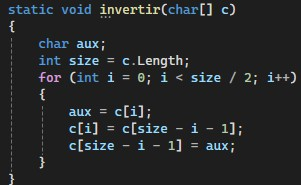 static void invertir(char[] c)
{
    char aux;
    int size = c.Length;
    for (int i = 0; i < size / 2; i++)
    {
        aux = c[i];
        c[i] = c[size - i - 1];
        c[size - i - 1] = aux;
    }
}